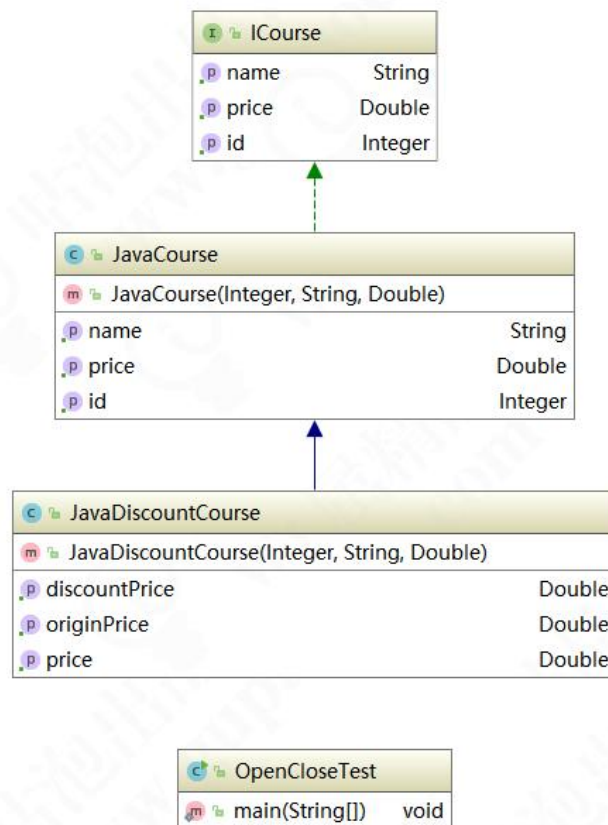 ICourse
name String
price Double
id Integer
JavaCourse
JavaCourse(Integer, String, Double)
name String
price Double
id Integer
JavaDiscountCourse
JavaDiscountCourse(Integer, String, Double)
discountPrice Double
originPrice Double
price Double
OpenCloseTest
main(String[]) void